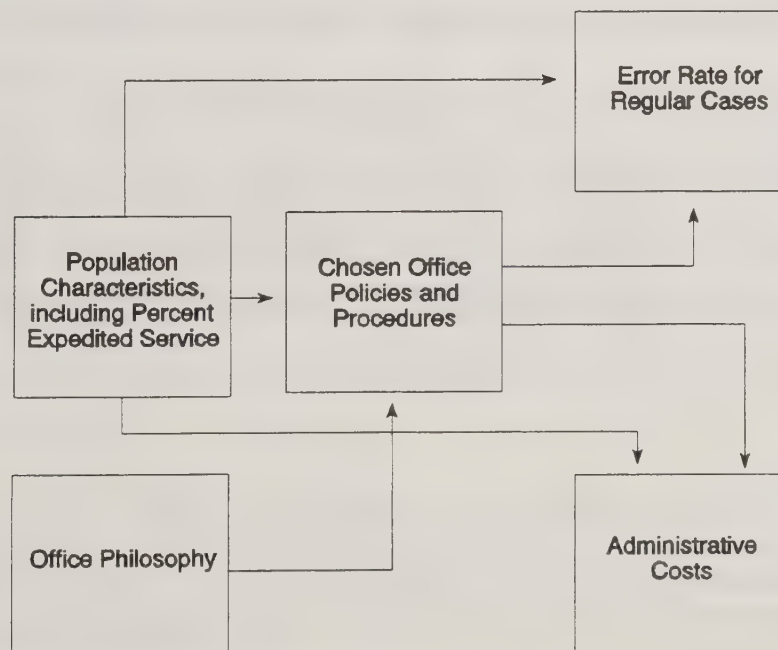 Error Rate for
Regular Cases
Population
Characteristics,
including Percent
Expedited Service
Chosen Office
Policies and
Procedures
Office Philosophy
Administrative
Costs